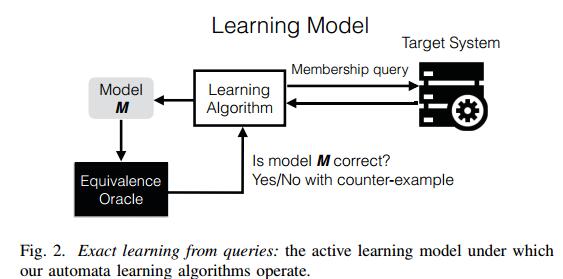 Learning Model
Target System
Membership query
Model
M
Learning
Algorithm
Is model M correct?
Yes/No with counter-example
Equivalence
Oracle
Fig. 2. Exact learning from queries: the active learning model under which
our automata learning algorithms operate.